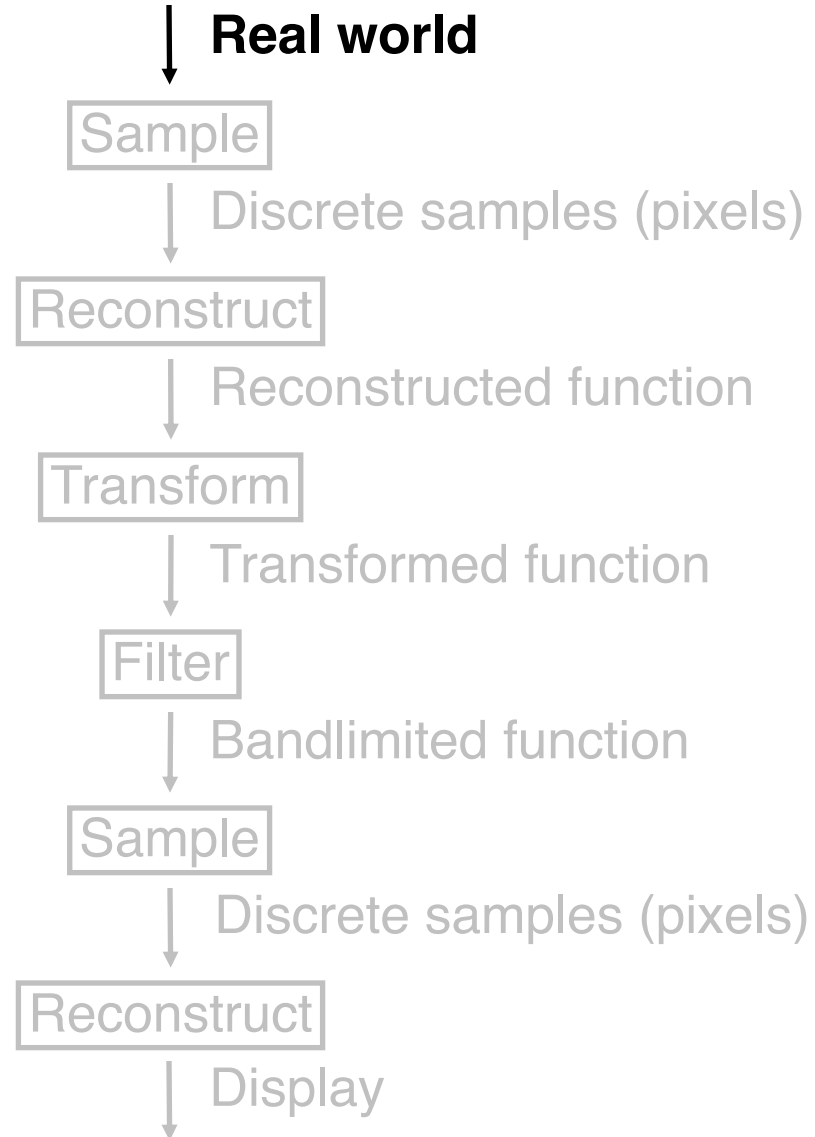 Real world
Sample
Discrete samples (pixels)
Reconstruct
Reconstructed function
Transform
Transformed function
Filter
Bandlimited function
Sample
Discrete samples (pixels)
Reconstruct
Display